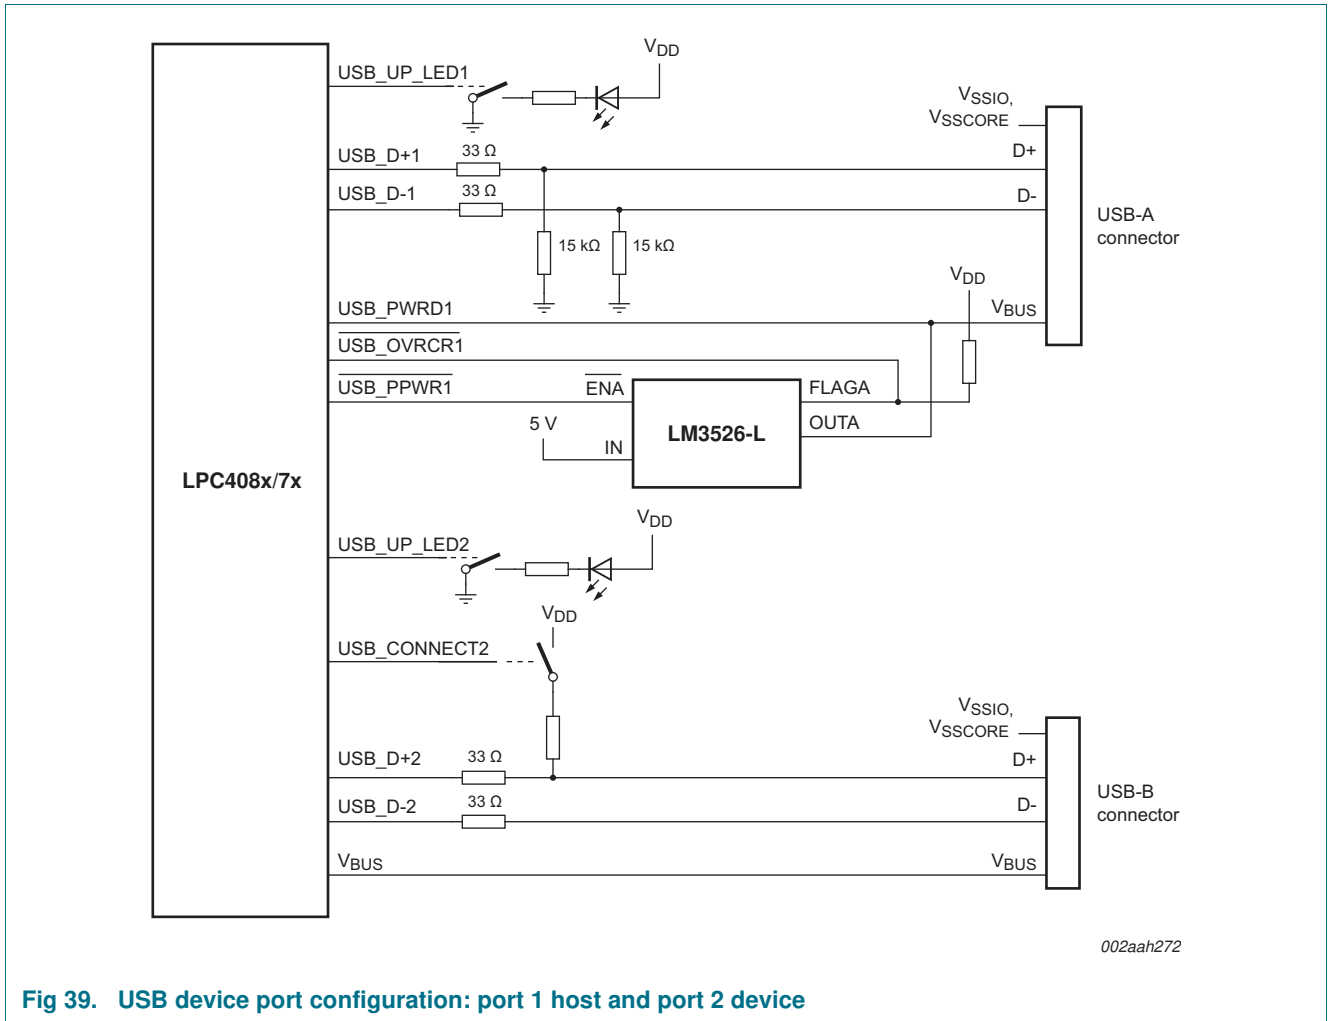 VDD
USB_UP_LED1
VSSIO,
VSSCORE
USB_D+1
33 Ω
D+
USB_D-1
33 Ω
D-
USB-A
connector
15 kΩ
15 kΩ
VDD
USB_PWRD1
VBUS
USB_OVRCR1
USB_PPWR1
ENA
FLAGA
5 V
LM3526-L
OUTA
IN
LPC408x/7x
VDD
USB_UP_LED2
VDD
USB_CONNECT2
VSSIO,
VSSCORE
USB_D+2
33 Ω
D+
USB-B
connector
USB_D-2
33 Ω
D-
VBUS
VBUS
002aah272
Fig 39. USB device port configuration: port 1 host and port 2 device